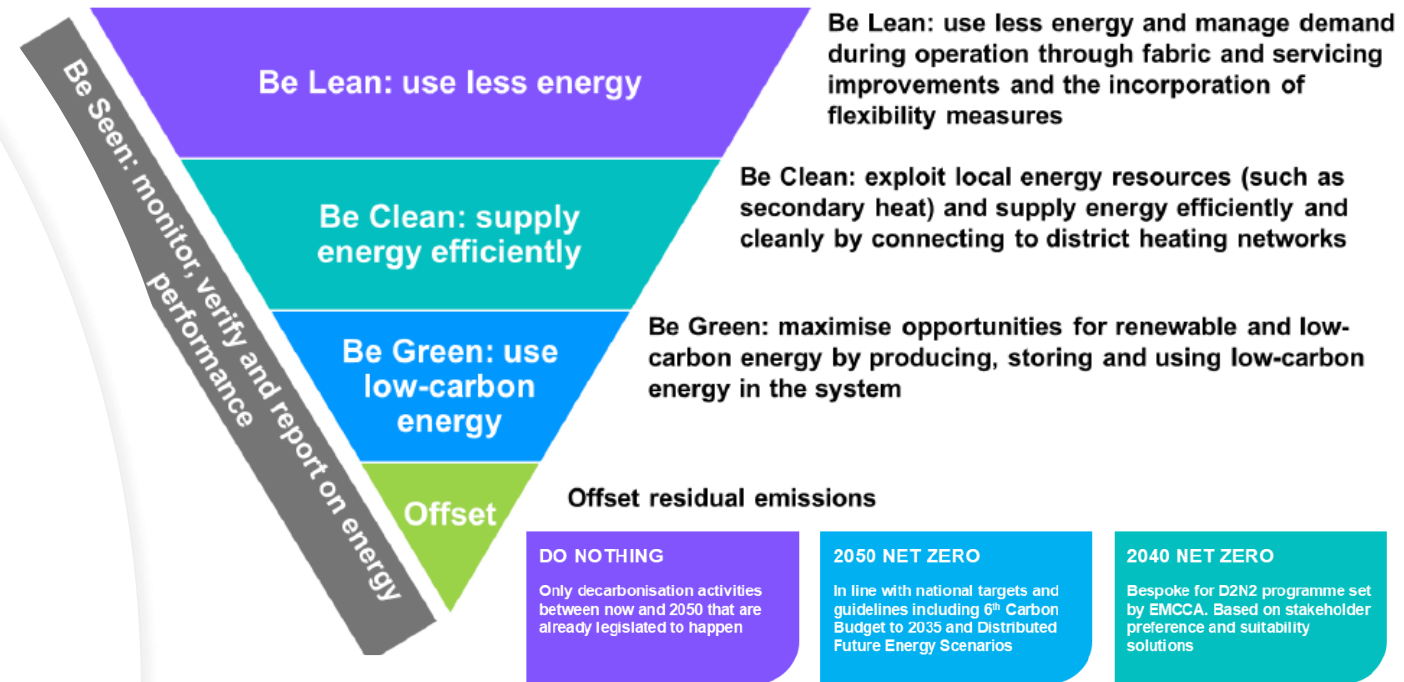 Be Seen: monitor, verify and report on energy
performance
Be Lean: use less energy
Be Clean: supply
energy efficiently
Be Green: use
low-carbon
energy
Offset
Be Lean: use less energy and manage demand
during operation through fabric and servicing
improvements and the incorporation of
flexibility measures
Be Clean: exploit local energy resources (such as
secondary heat) and supply energy efficiently and
cleanly by connecting to district heating networks
Be Green: maximise opportunities for renewable and low-
carbon energy by producing, storing and using low-carbon
energy in the system
Offset residual emissions
DO NOTHING
Only decarbonisation activities
between now and 2050 that are
already legislated to happen
2050 NET ZERO
In line with national targets and
guidelines including 6th Carbon
Budget to 2035 and Distributed
Future Energy Scenarios
2040 NET ZERO
Bespoke for D2N2 programme set
by EMCCA. Based on stakeholder
preference and suitability
solutions